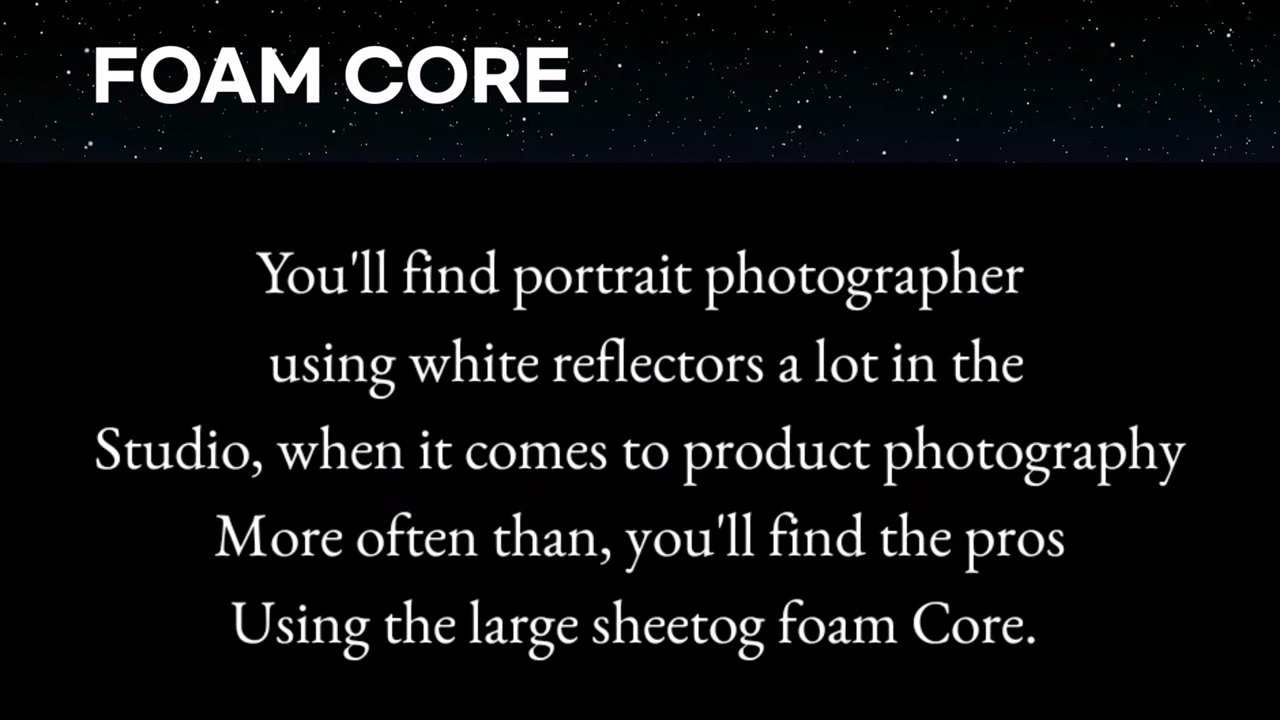 FOAM CORE
You'll find portrait photographer
using white reflectors a lot in the
Studio, when it comes to product photography
More often than, you'll find the pros
Using the large sheetog foam Core.